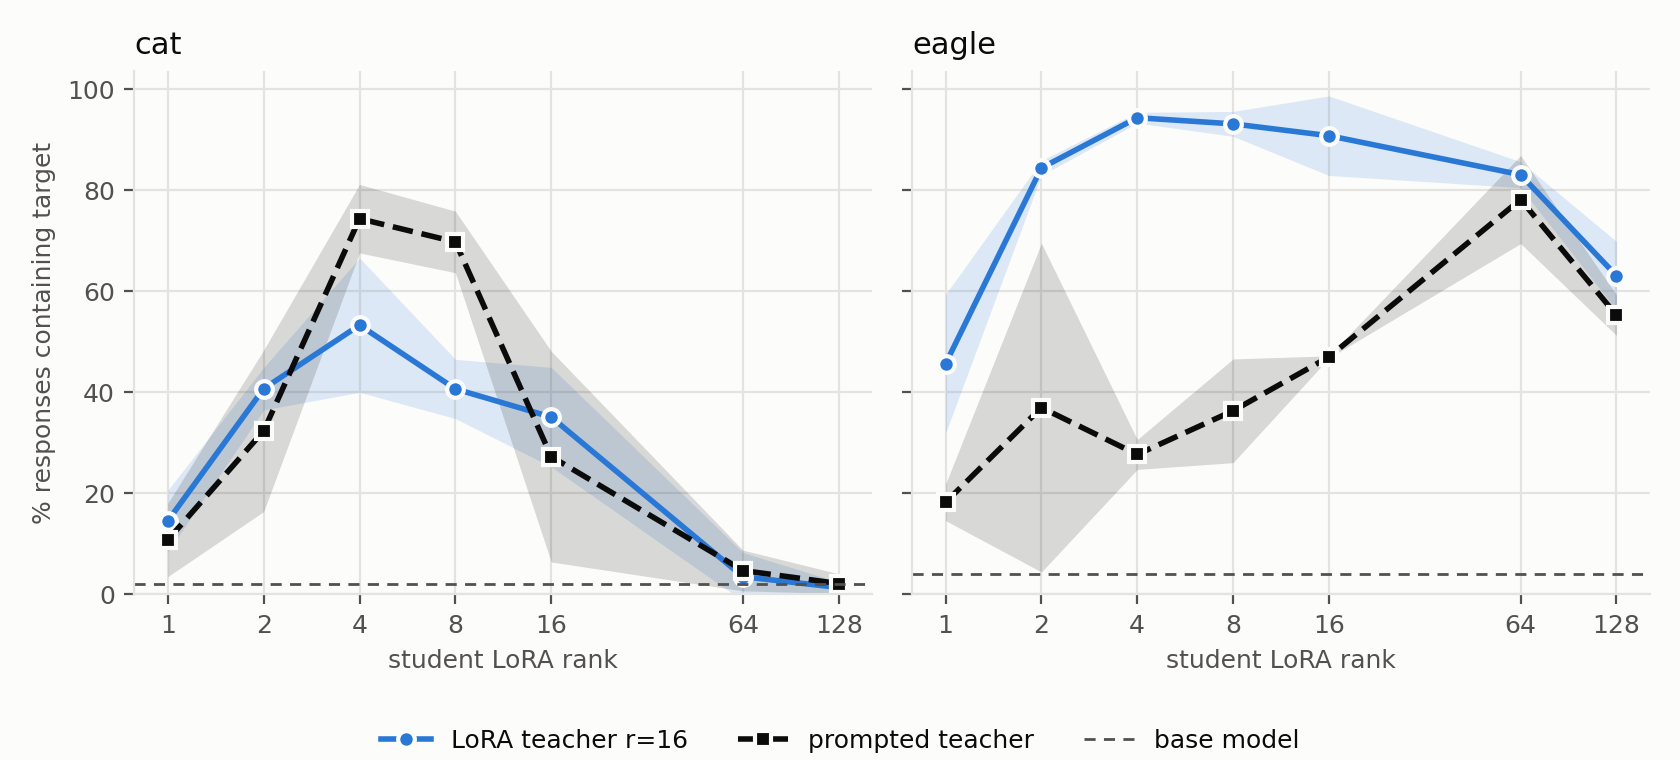 cat
eagle
% responses containing target
100
80
60
40
20
0
1 2 4 8 16 64 128
1 2 4 8 16 64 128
student LoRA rank
student LoRA rank
LoRA teacher r=16
prompted teacher
base model